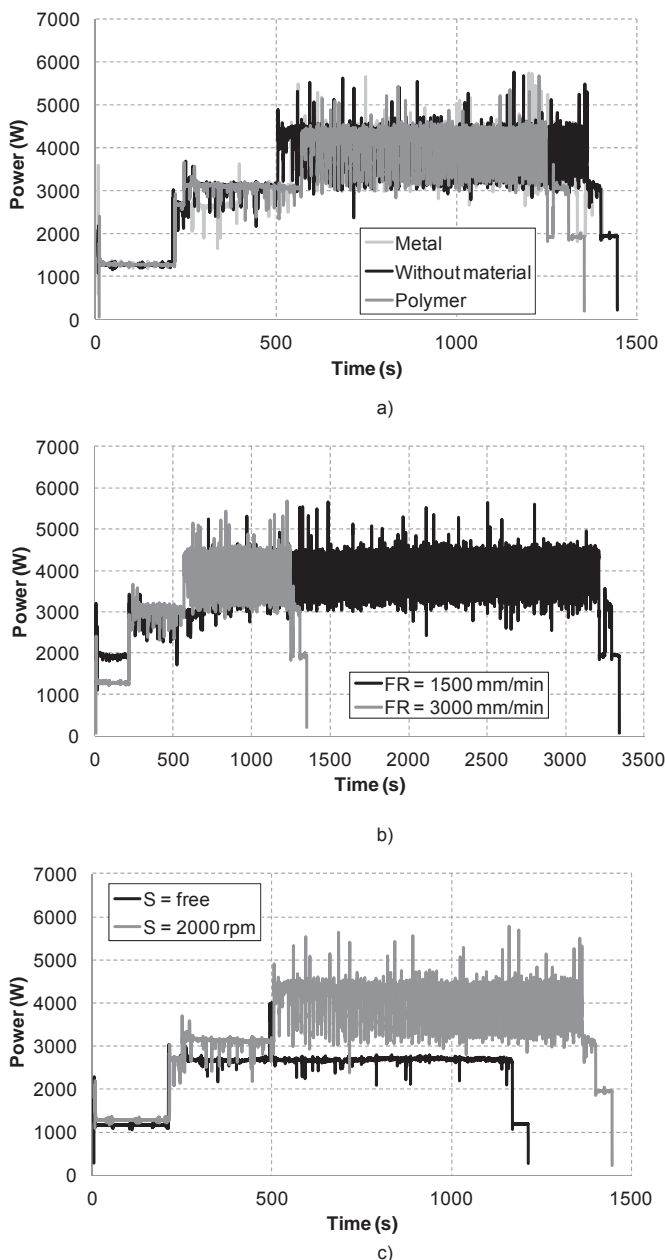 7000
6000
5000
4000
3000
2000
1000
0
Power (W)
Metal
Without material
Polymer
0 500 1000 1500
Time (s)
a)
7000
6000
5000
4000
3000
2000
1000
0
Power (W)
FR = 1500 mm/min
FR = 3000 mm/min
0 500 1000 1500 2000 2500 3000 3500
Time (s)
b)
7000
6000
5000
4000
3000
2000
1000
0
Power (W)
S = free
S = 2000 rpm
0 500 1000 1500
Time (s)
c)